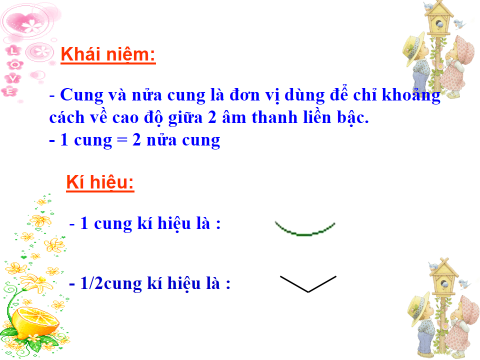 LOVE
Khái niệm:
- Cung và nửa cung là đơn vị dùng để chỉ khoảng
cách về cao độ giữa 2 âm thanh liền bậc.
- 1 cung = 2 nửa cung
Kí hiệu:
- 1 cung kí hiệu là :
- 1/2cung kí hiệu là :